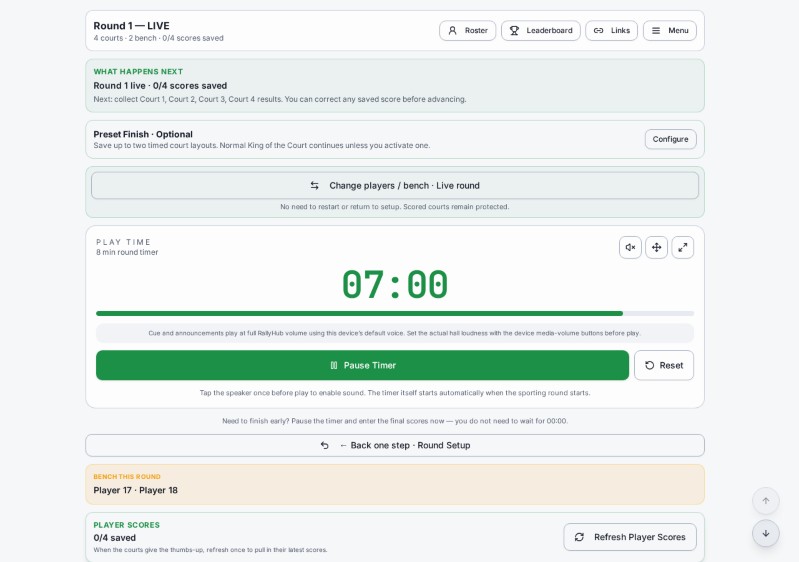 Round 1 — LIVE
4 courts · 2 bench · 0/4 scores saved
Roster
Leaderboard
Links
Menu
WHAT HAPPENS NEXT
Round 1 live · 0/4 scores saved
Next: collect Court 1, Court 2, Court 3, Court 4 results. You can correct any saved score before advancing.
Preset Finish · Optional
Save up to two timed court layouts. Normal King of the Court continues unless you activate one.
Configure
Change players / bench · Live round
No need to restart or return to setup. Scored courts remain protected.
PLAY TIME
8 min round timer
07:00
Cue and announcements play at full RallyHub volume using this device's default voice. Set the actual hall loudness with the device media-volume buttons before play.
Pause Timer
Reset
Tap the speaker once before play to enable sound. The timer itself starts automatically when the sporting round starts.
Need to finish early? Pause the timer and enter the final scores now — you do not need to wait for 00:00.
← Back one step · Round Setup
BENCH THIS ROUND
Player 17 · Player 18
PLAYER SCORES
0/4 saved
When the courts give the thumbs-up, refresh once to pull in their latest scores.
Refresh Player Scores